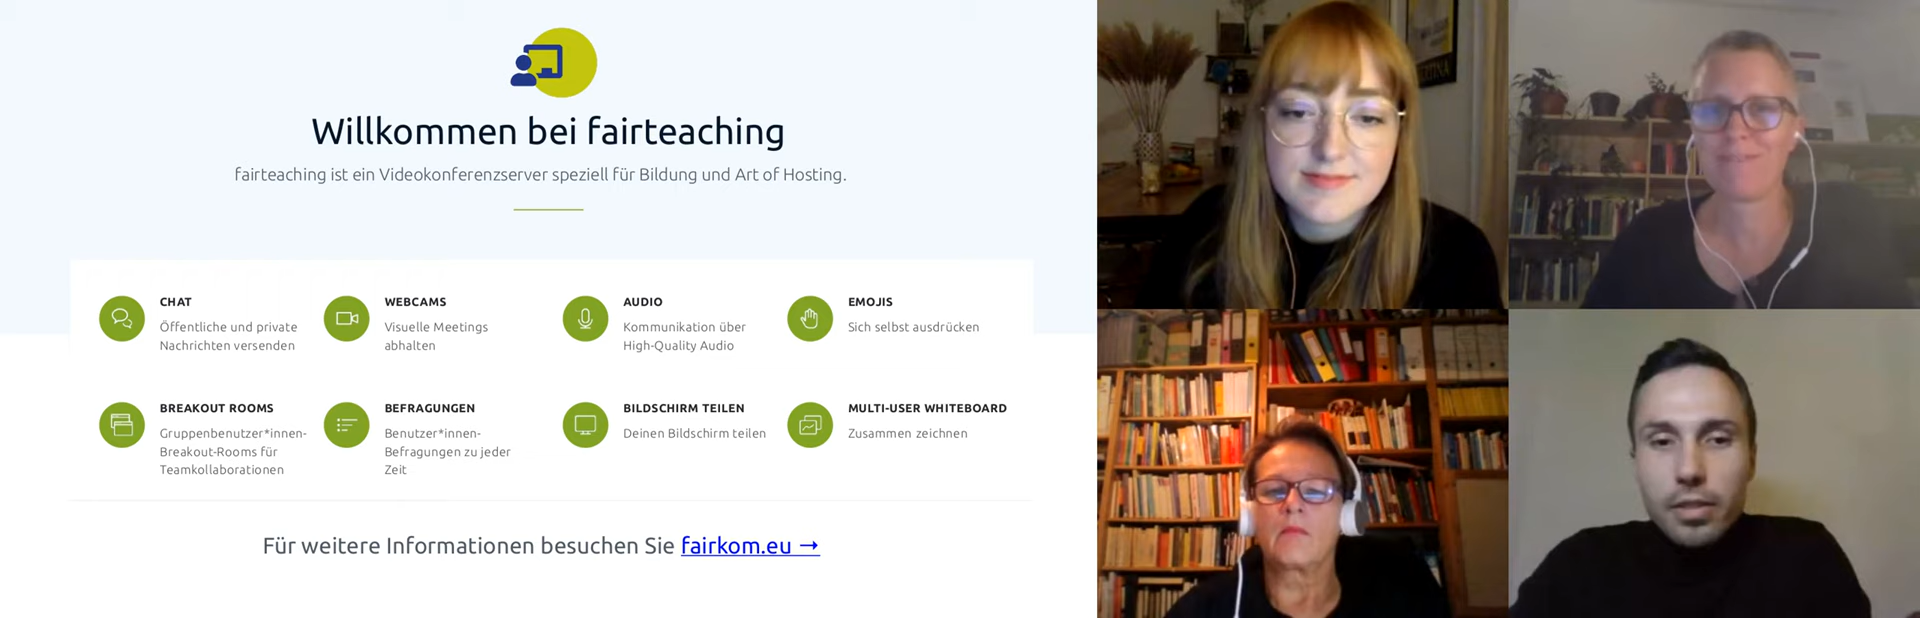 Willkommen bei fairteaching
fairteaching ist ein Videokonferenzserver speziell für Bildung und Art of Hosting.
CHAT
Öffentliche und private
Nachrichten versenden
WEBCAMS
Visuelle Meetings
abhalten
AUDIO
Kommunikation über
High-Quality Audio
EMOJIS
Sich selbst ausdrücken
BREAKOUT ROOMS
Gruppenbenutzer*innen-
Breakout-Rooms für
Teamkollaborationen
BEFRAGUNGEN
Benutzer*innen-
Befragungen zu jeder
Zeit
BILDSCHIRM TEILEN
Deinen Bildschirm teilen
MULTI-USER WHITEBOARD
Zusammen zeichnen
Für weitere Informationen besuchen Sie fairkom.eu →